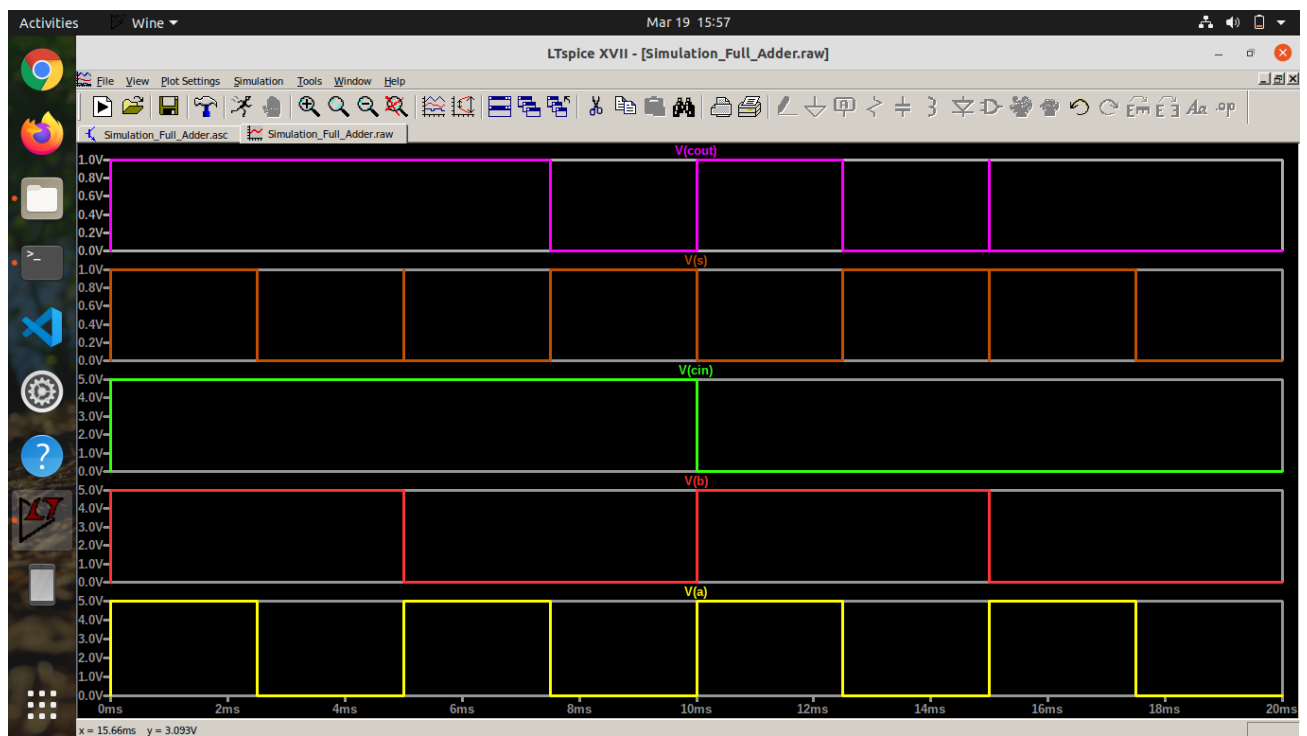 Activities Wine Mar 19 15:57
LTspice XVII - [Simulation_Full_Adder.raw]
File View Plot Settings Simulation Tools Window Help
Aa .op
Simulation_Full_Adder.asc Simulation_Full_Adder.raw
V(cout)
1.0V
0.8V
0.6V
0.4V
0.2V
0.0V
V(s)
1.0V
0.8V
0.6V
0.4V
0.2V
0.0V
V(cin)
5.0V
4.0V
3.0V
2.0V
1.0V
0.0V
V(b)
5.0V
4.0V
3.0V
2.0V
1.0V
0.0V
V(a)
5.0V
4.0V
3.0V
2.0V
1.0V
0.0V
0ms 2ms 4ms 6ms 8ms 10ms 12ms 14ms 16ms 18ms 20ms
x = 15.66ms y = 3.093V